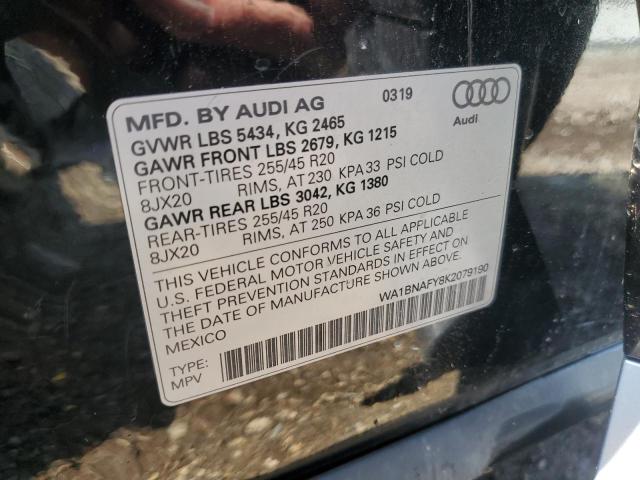 MFD. BY AUDI AG 0319
Audi
GVWR LBS 5434, KG 2465
GAWR FRONT LBS 2679, KG 1215
FRONT-TIRES 255/45 R20
8JX20 RIMS, AT 230 KPA 33 PSI COLD
GAWR REAR LBS 3042, KG 1380
REAR-TIRES 255/45 R20
8JX20 RIMS, AT 250 KPA 36 PSI COLD
THIS VEHICLE CONFORMS TO ALL APPLICABLE
U.S. FEDERAL MOTOR VEHICLE SAFETY AND
THEFT PREVENTION STANDARDS IN EFFECT ON
THE DATE OF MANUFACTURE SHOWN ABOVE.
MEXICO
WA1BNAFY8K2079190
TYPE:
MPV